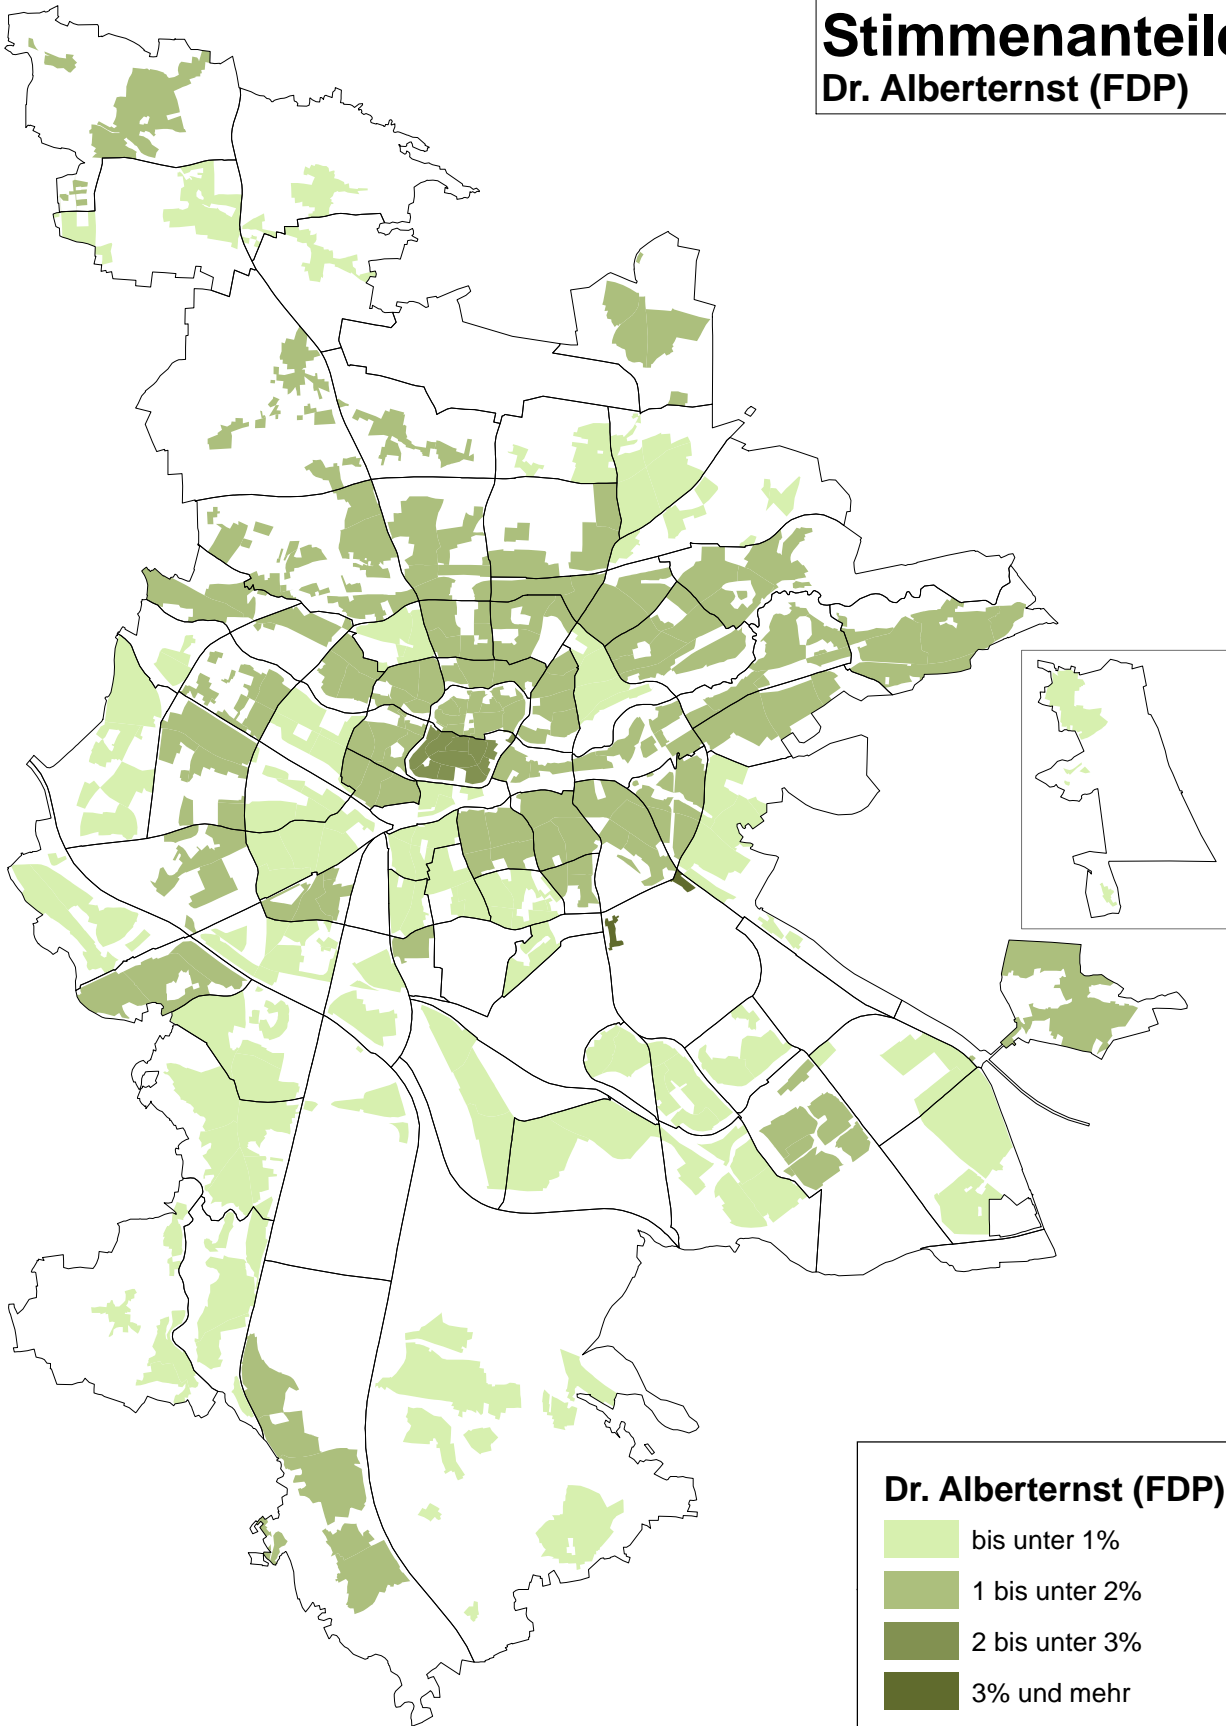 Stimmenanteile
Dr. Alberternst (FDP)
Dr. Alberternst (FDP)
bis unter 1%
1 bis unter 2%
2 bis unter 3%
3% und mehr